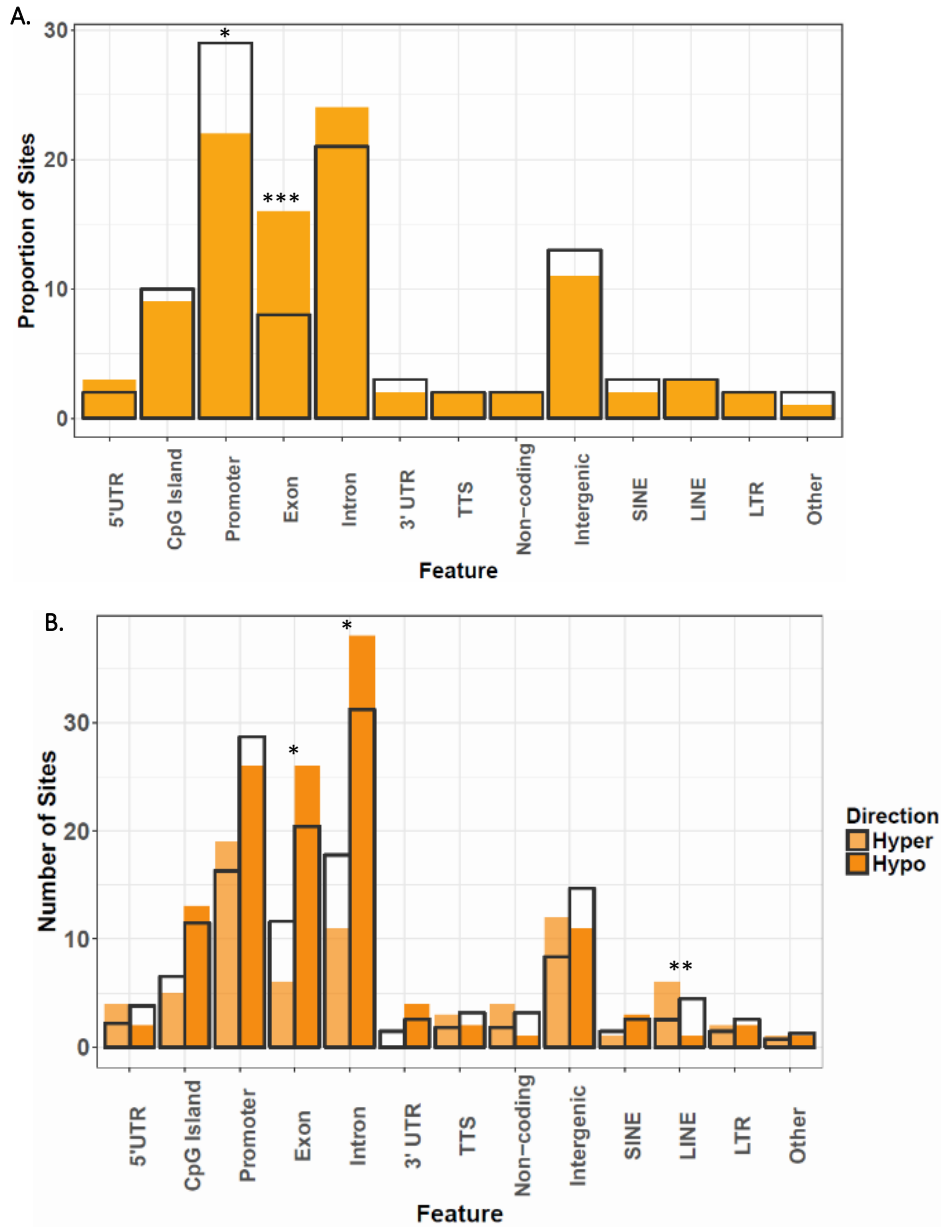 A.
Proportion of Sites
30
20
10
0
*
***
5'UTR
CpG Island
Promoter
Exon
Intron
3' UTR
TTS
Non−coding
Intergenic
SINE
LINE
LTR
Other
Feature
B.
Number of Sites
30
20
10
0
*
*
**
5'UTR
CpG Island
Promoter
Exon
Intron
3' UTR
TTS
Non−coding
Intergenic
SINE
LINE
LTR
Other
Feature
Direction
Hyper
Hypo